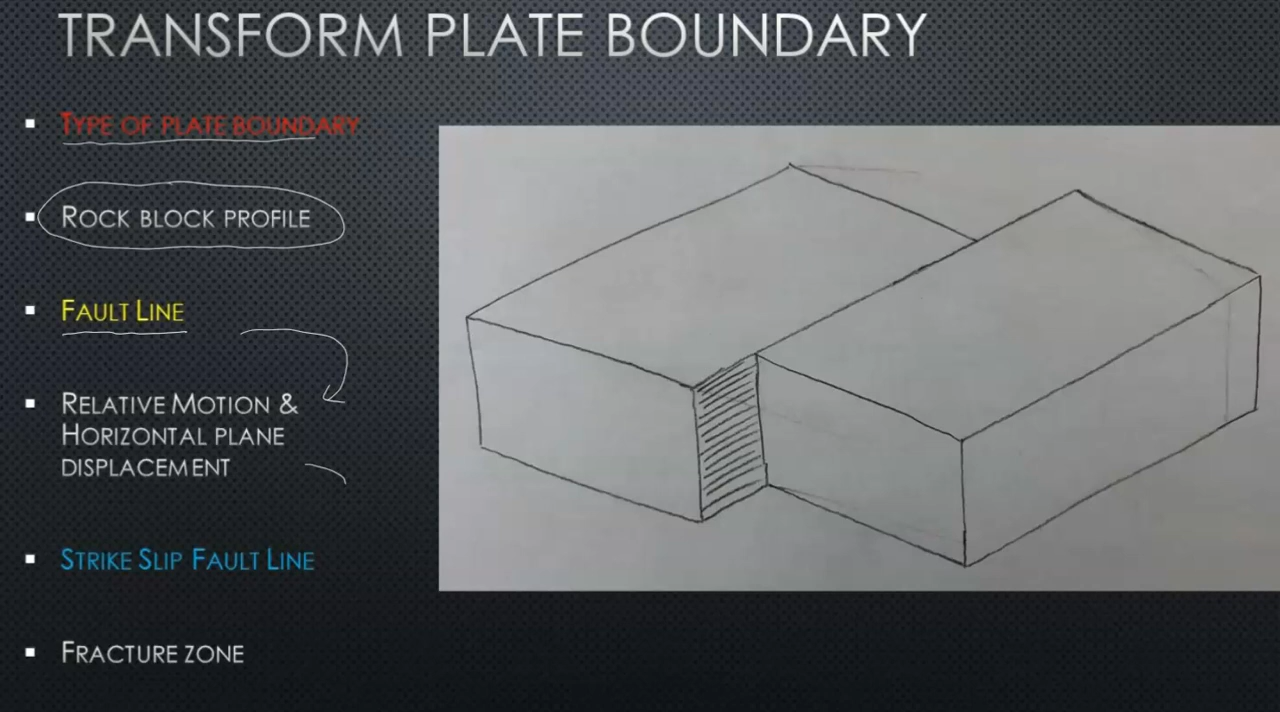 TRANSFORM PLATE BOUNDARY
TYPE OF PLATE BOUNDARY
ROCK BLOCK PROFILE
FAULT LINE
RELATIVE MOTION &
HORIZONTAL PLANE
DISPLACEMENT
STRIKE SLIP FAULT LINE
FRACTURE ZONE